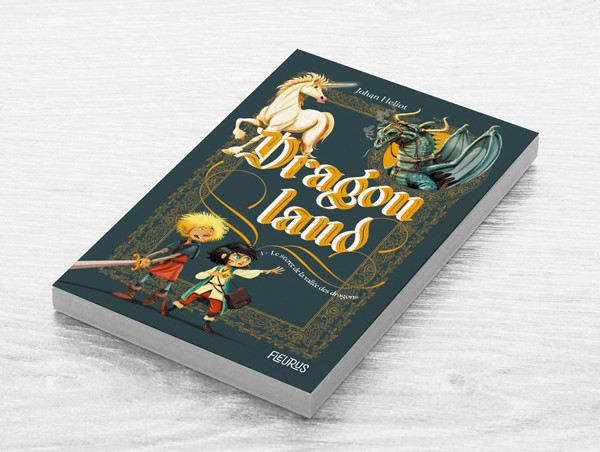 Johan Heliot
Dragon
land
1 - Le secret de la vallée des dragons
FLEURUS